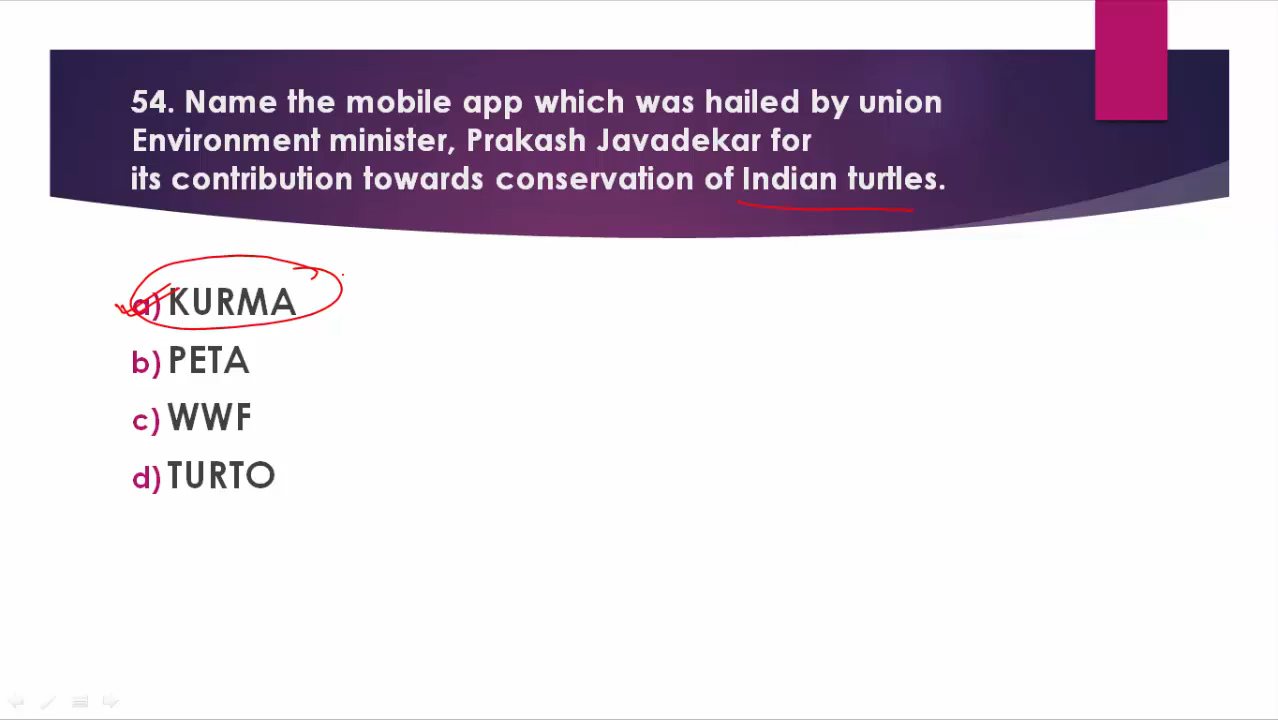 54. Name the mobile app which was hailed by union
Environment minister, Prakash Javadekar for
its contribution towards conservation of Indian turtles.
a) KURMA
b) PETA
c) WWF
d) TURTO